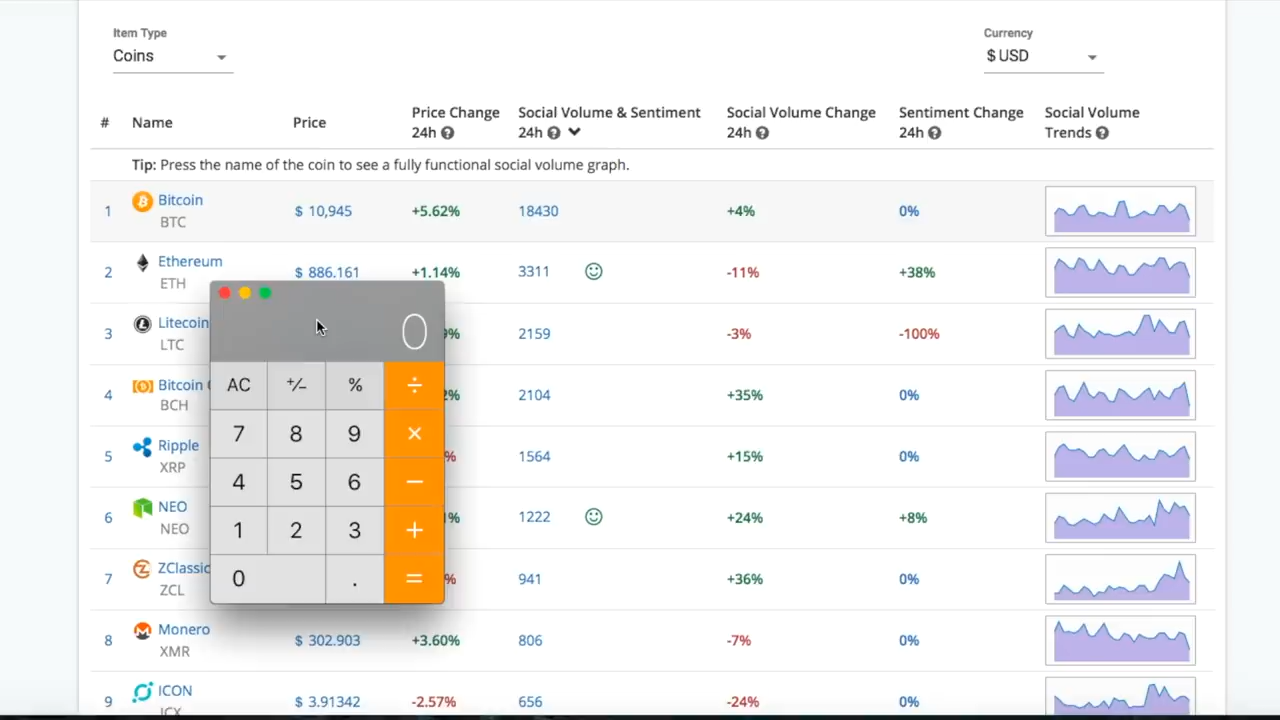 Item Type
Coins
Currency
$ USD
# Name Price Price Change 24h Social Volume & Sentiment 24h Social Volume Change 24h Sentiment Change 24h Social Volume Trends
Tip: Press the name of the coin to see a fully functional social volume graph.
1 Bitcoin BTC $ 10,945 +5.62% 18430 +4% 0%
2 Ethereum ETH $ 886.161 +1.14% 3311 -11% +38%
3 Litecoin LTC 2159 -3% -100%
4 Bitcoin BCH 2104 +35% 0%
5 Ripple XRP 1564 +15% 0%
6 NEO NEO 1222 +24% +8%
7 ZClassic ZCL 941 +36% 0%
8 Monero XMR $ 302.903 +3.60% 806 -7% 0%
9 ICON ICX $ 3.91342 -2.57% 656 -24% 0%
0
AC +/− % ÷
7 8 9 ×
4 5 6 −
1 2 3 +
0 . =